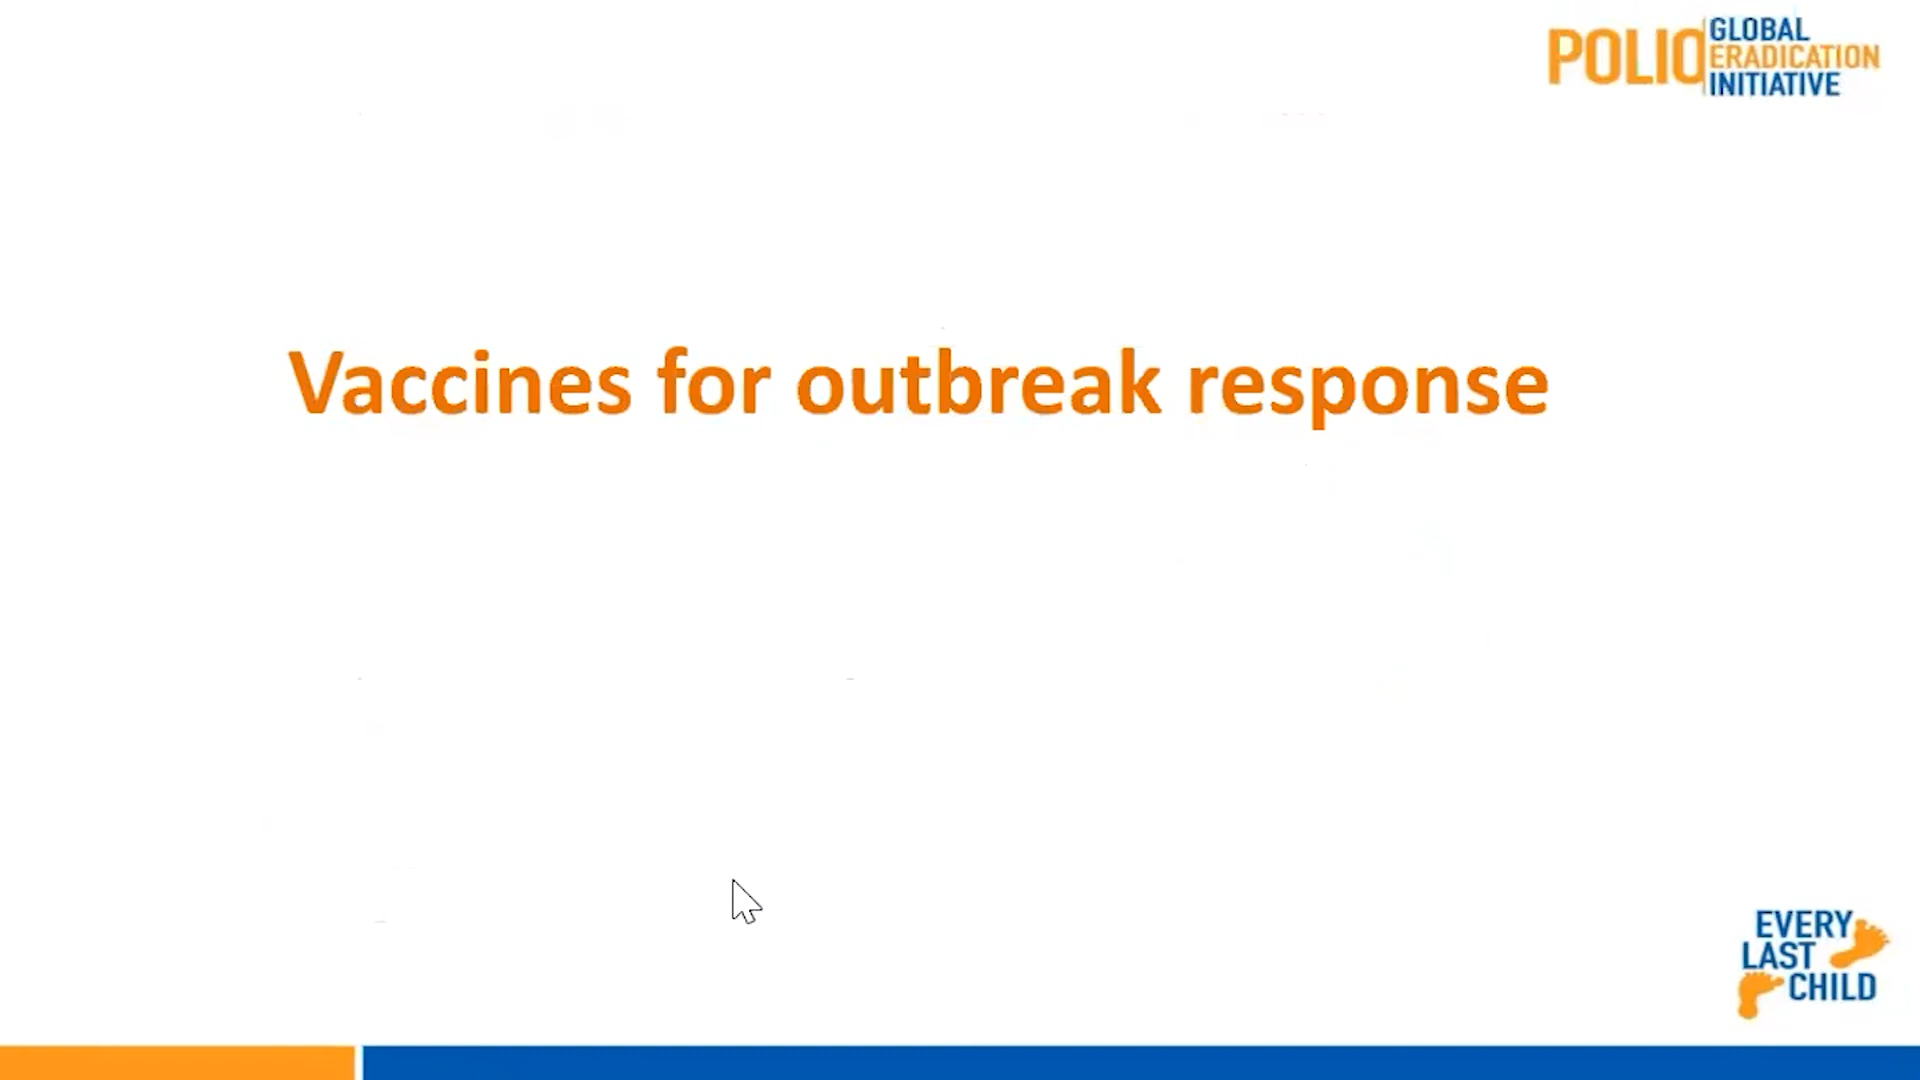 POLIO GLOBAL
ERADICATION
INITIATIVE
Vaccines for outbreak response
EVERY
LAST
CHILD